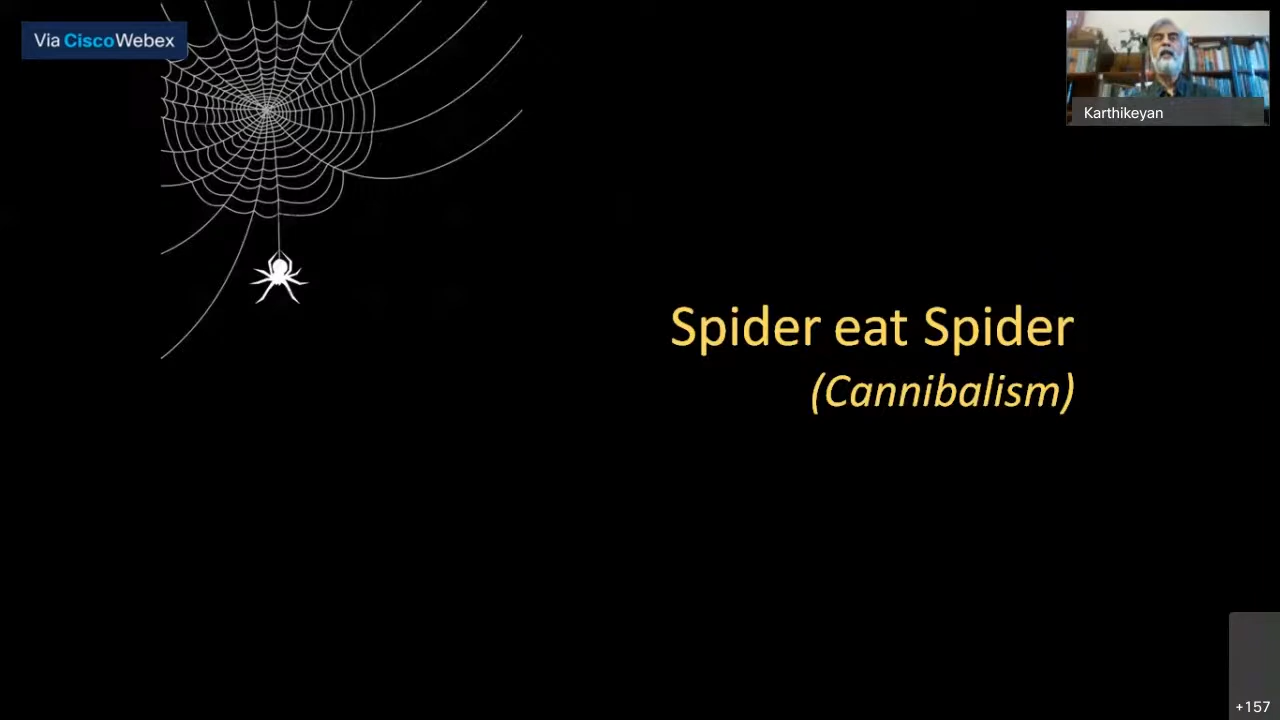 Via CiscoWebex
Karthikeyan
Spider eat Spider
(Cannibalism)
+157